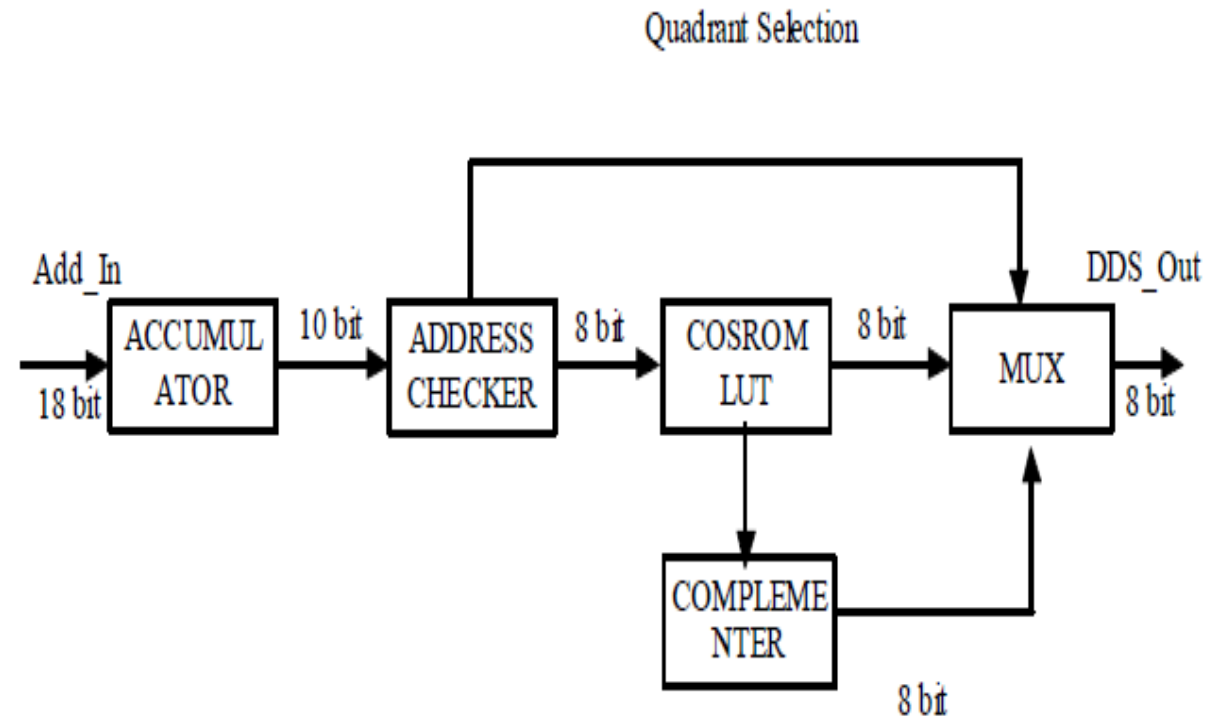 Quadrant Selection
Add_In
DDS_Out
18 bit
ACCUMUL
ATOR
10 bit
ADDRESS
CHECKER
8 bit
COSROM
LUT
8 bit
MUX
8 bit
COMPLEME
NTER
8 bit